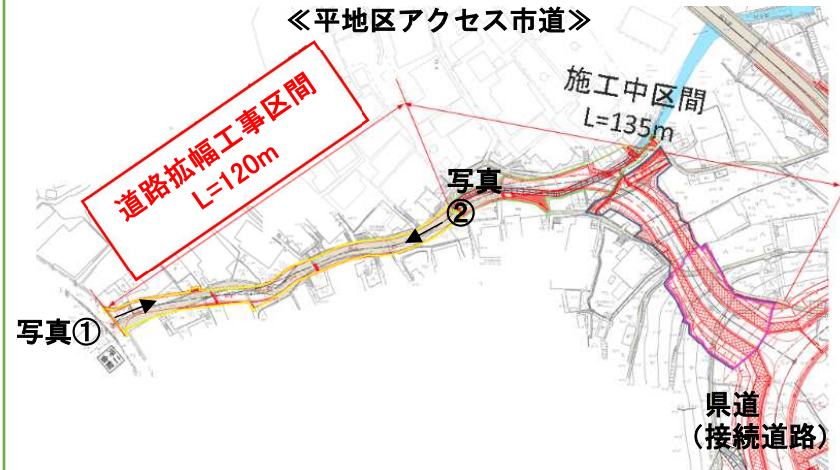 ≪平地区アクセス市道≫
道路拡幅工事区間
L=120m
施工中区間
L=135m
写真
②
写真①
県道
（接続道路）